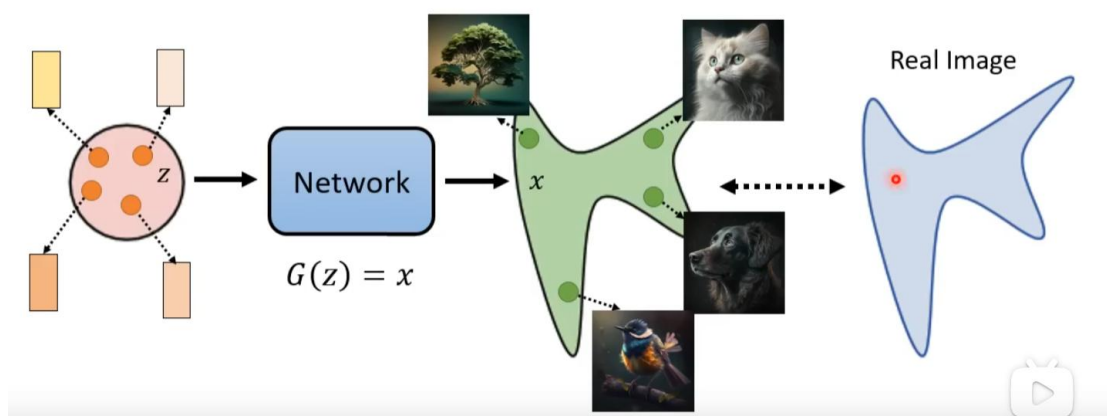 z
Network
G(z) = x
x
Real Image